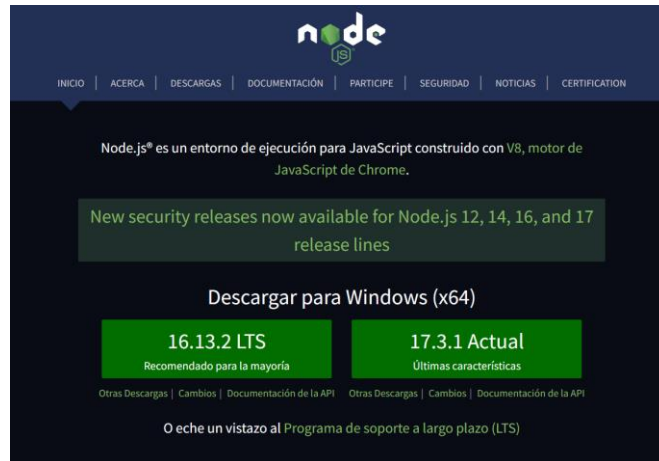 node
JS
INICIO | ACERCA | DESCARGAS | DOCUMENTACIÓN | PARTICIPE | SEGURIDAD | NOTICIAS | CERTIFICATION
Node.js® es un entorno de ejecución para JavaScript construido con V8, motor de
JavaScript de Chrome.
New security releases now available for Node.js 12, 14, 16, and 17
release lines
Descargar para Windows (x64)
16.13.2 LTS
Recomendado para la mayoría
17.3.1 Actual
Últimas características
Otras Descargas | Cambios | Documentación de la API
Otras Descargas | Cambios | Documentación de la API
O eche un vistazo al Programa de soporte a largo plazo (LTS)